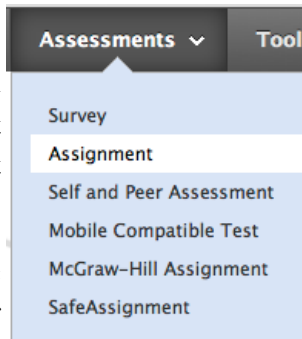 Assessments Tool
Survey
Assignment
Self and Peer Assessment
Mobile Compatible Test
McGraw-Hill Assignment
SafeAssignment